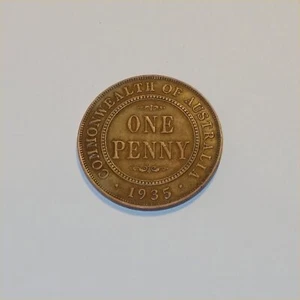 COMMONWEALTH OF AUSTRALIA
ONE
PENNY
1935